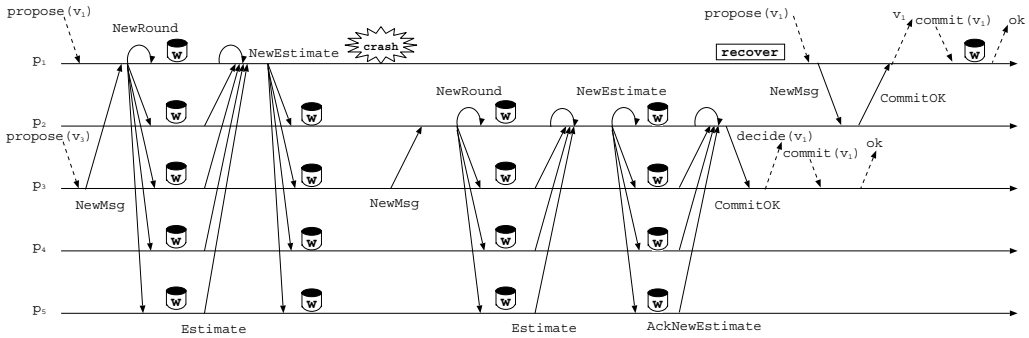 propose(v₁)
NewRound
W
NewEstimate
crash
propose(v₁)
v₁
commit(v₁)
ok
W
recover
p₁
W
W
NewRound
W
NewEstimate
W
NewMsg
CommitOK
p₂
propose(v₃)
decide(v₁)
commit(v₁)
ok
W
W
W
W
p₃
NewMsg
NewMsg
CommitOK
W
W
W
W
p₄
W
W
W
W
p₅
Estimate
Estimate
AckNewEstimate